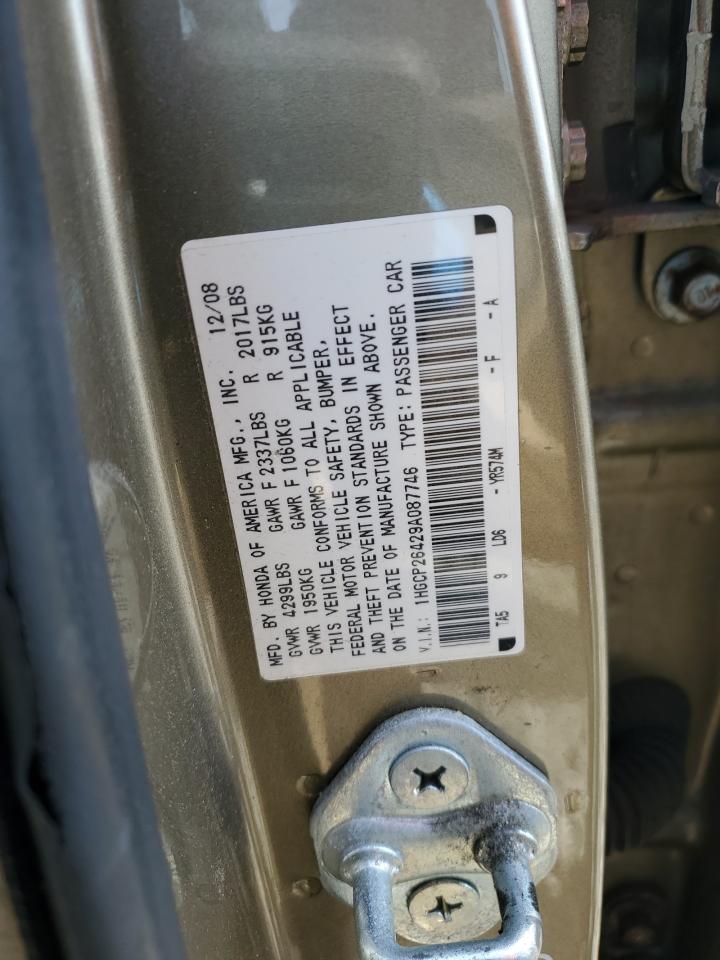 MFD. BY HONDA OF AMERICA MFG., INC. 12/08
GVWR 4299LBS GAWR F 2337LBS R 2017LBS
GVWR 1950KG GAWR F 1060KG R 915KG
THIS VEHICLE CONFORMS TO ALL APPLICABLE
FEDERAL MOTOR VEHICLE SAFETY, BUMPER,
AND THEFT PREVENTION STANDARDS IN EFFECT
ON THE DATE OF MANUFACTURE SHOWN ABOVE.
V.I.N.: 1HGCP26429A087746 TYPE: PASSENGER CAR
TA5 9 LD6 - YR574M - F - A